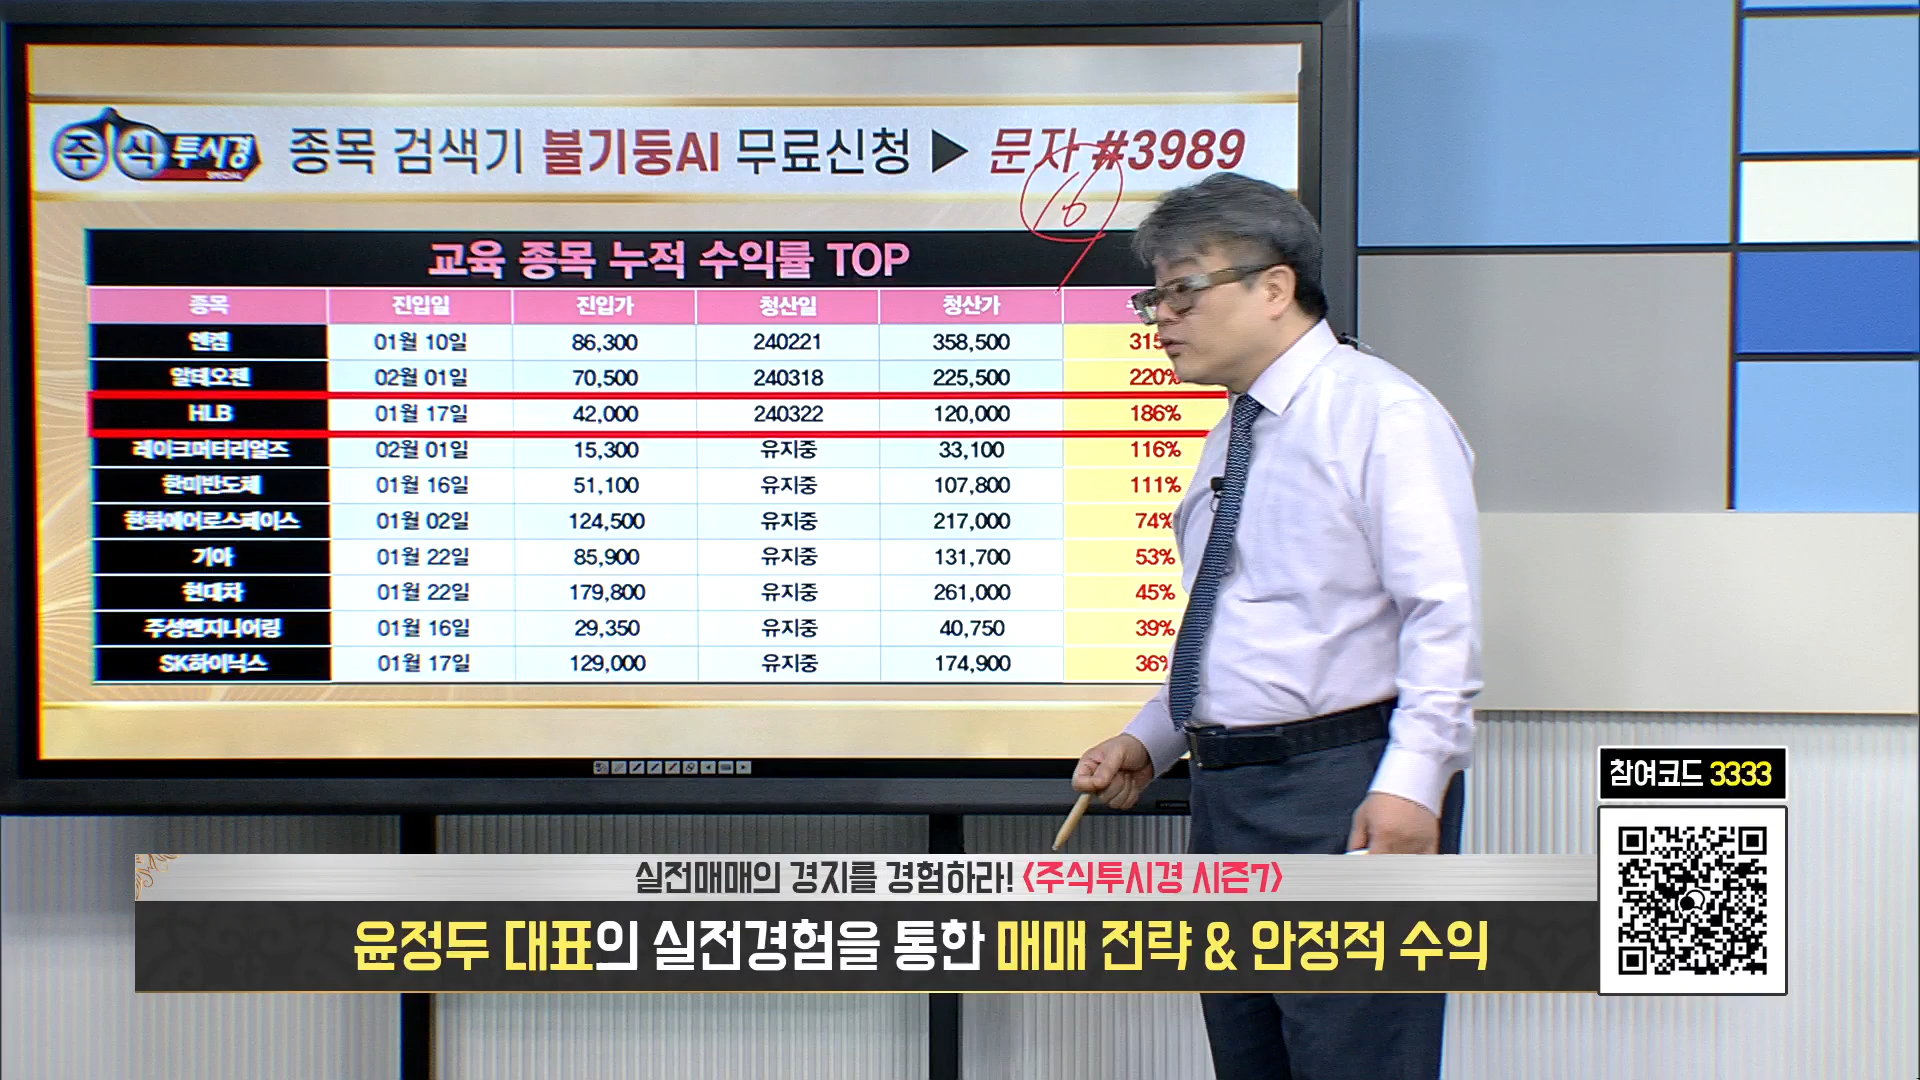 주식투시경 SPECIAL
종목 검색기 불기둥AI 무료신청 ▶ 문자 #3989
16
교육 종목 누적 수익률 TOP
종목 진입일 진입가 청산일 청산가
엔켐 01월 10일 86,300 240221 358,500 315
알테오젠 02월 01일 70,500 240318 225,500 220%
HLB 01월 17일 42,000 240322 120,000 186%
레이크머티리얼즈 02월 01일 15,300 유지중 33,100 116%
한미반도체 01월 16일 51,100 유지중 107,800 111%
한화에어로스페이스 01월 02일 124,500 유지중 217,000 74%
기아 01월 22일 85,900 유지중 131,700 53%
현대차 01월 22일 179,800 유지중 261,000 45%
주성엔지니어링 01월 16일 29,350 유지중 40,750 39%
SK하이닉스 01월 17일 129,000 유지중 174,900 36%
참여코드 3333
실전매매의 경지를 경험하라! <주식투시경 시즌7>
윤정두 대표의 실전경험을 통한 매매 전략 & 안정적 수익